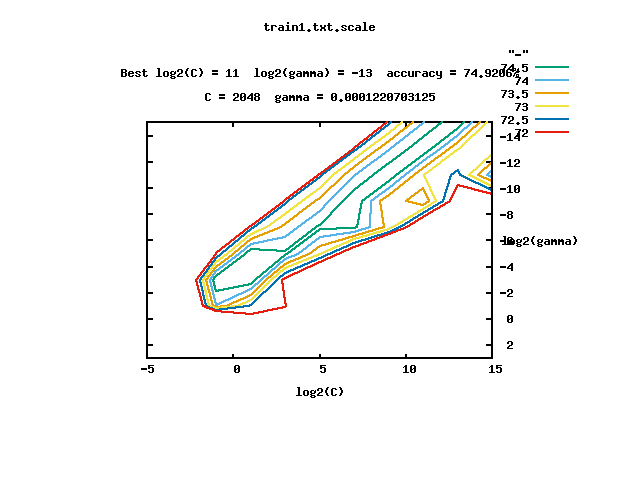 train1.txt.scale
"-"
Best log2(C) = 11 log2(gamma) = -13 accuracy = 74.9206%
74.5
74
C = 2048 gamma = 0.0001220703125
73.5
73
72.5
72
-14
-12
-10
-8
-6
log2(gamma)
-4
-2
0
2
-5 0 5 10 15
log2(C)